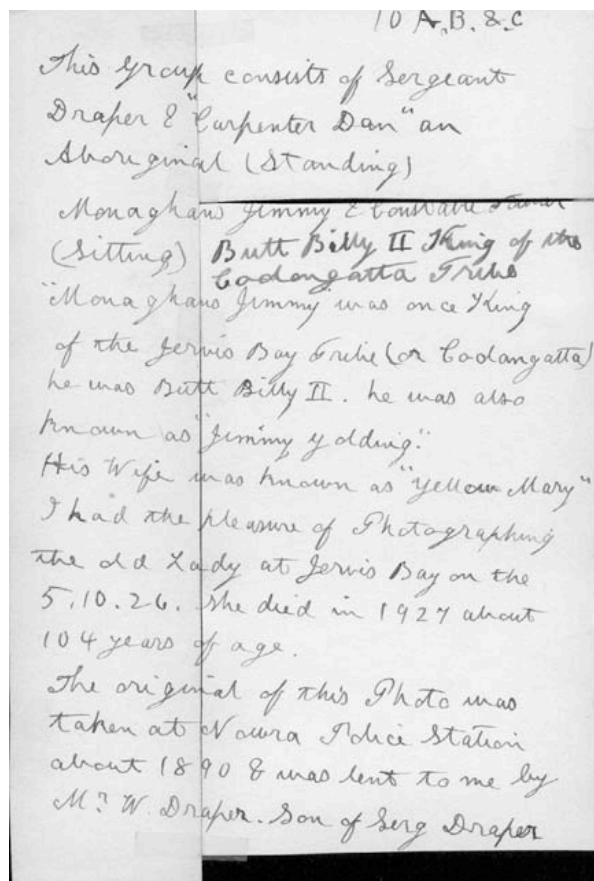 10 A.B. & C
This Group consists of Sergeant
Draper & "Carpenter Dan" an
Aboriginal (Standing)
Monaghans Jimmy & Constable
(Sitting) Butt Billy II King of the
Codangatta Tribe
"Monaghans Jimmy was once King
of the Jervis Bay Tribe (or Codangatta)
he was Butt Billy II. he was also
known as "Jimmy Golding."
His Wife was known as "Yellow Mary"
I had the pleasure of Photographing
the old Lady at Jervis Bay on the
5.10.26. She died in 1927 about
104 years of age.
The original of this Photo was
taken at Nowra Police Station
about 1890 & was lent to me by
Mr W. Draper. Son of Serg Draper